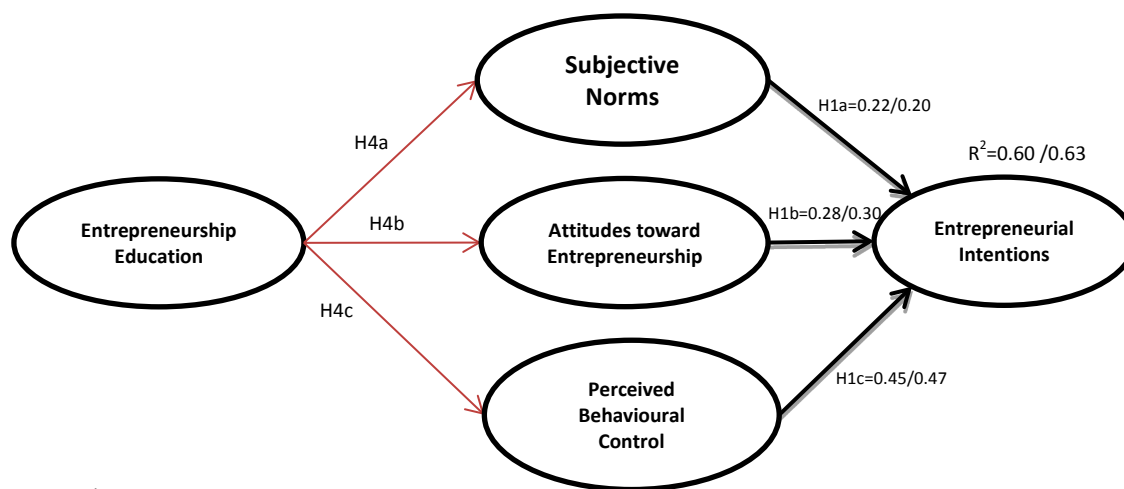 Subjective
Norms
H1a=0.22/0.20
H4a
R²=0.60 /0.63
Entrepreneurship
Education
H4b
Attitudes toward
Entrepreneurship
H1b=0.28/0.30
Entrepreneurial
Intentions
H4c
H1c=0.45/0.47
Perceived
Behavioural
Control